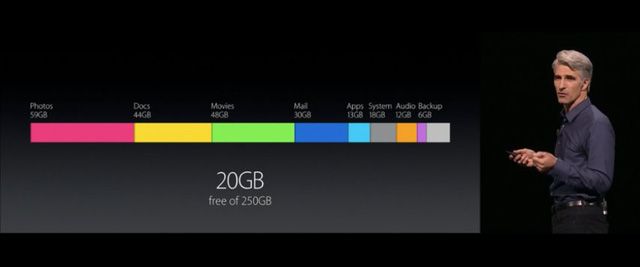 Photos
59GB
Docs
44GB
Movies
48GB
Mail
30GB
Apps
13GB
System
18GB
Audio
12GB
Backup
6GB
20GB
free of 250GB